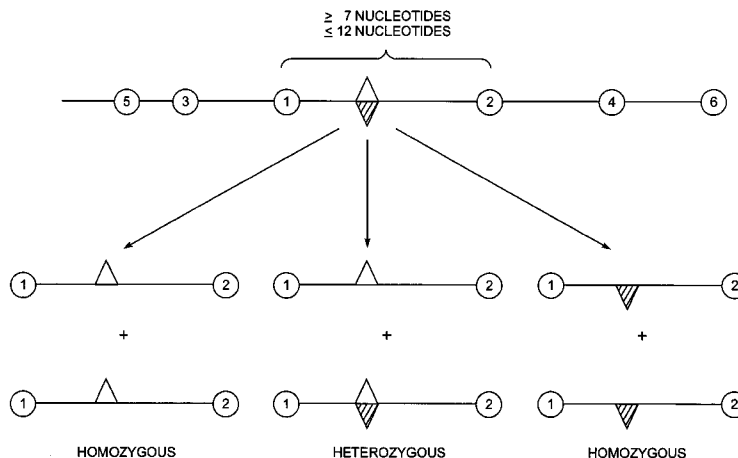 ≥ 7 NUCLEOTIDES
≤ 12 NUCLEOTIDES
5 3 1 2 4 6
1 2 1 2 1 2
+ + +
1 2 1 2 1 2
HOMOZYGOUS HETEROZYGOUS HOMOZYGOUS